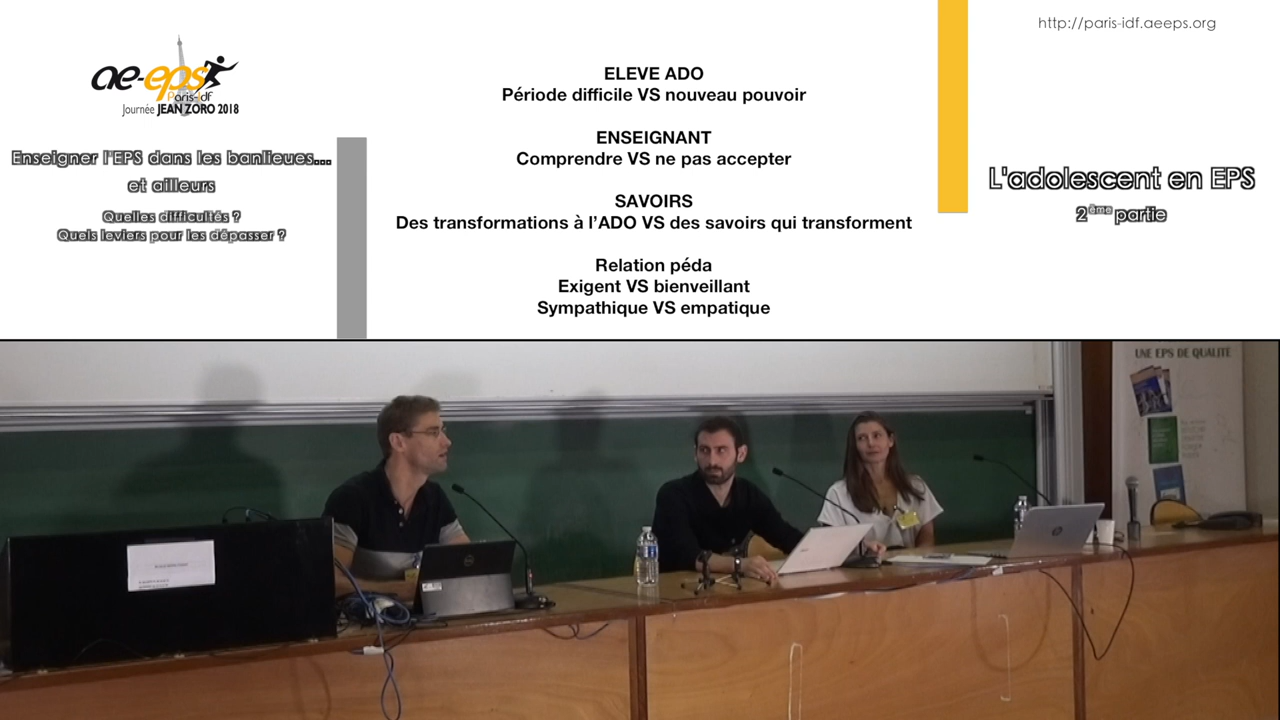 ae-eps
Paris-Idf
Journée JEAN ZORO 2018
Enseigner l'EPS dans les banlieues...
et ailleurs
Quelles difficultés ?
Quels leviers pour les dépasser ?
ELEVE ADO
Période difficile VS nouveau pouvoir
ENSEIGNANT
Comprendre VS ne pas accepter
SAVOIRS
Des transformations à l'ADO VS des savoirs qui transforment
Relation péda
Exigent VS bienveillant
Sympathique VS empatique
http://paris-idf.aeeps.org
L'adolescent en EPS
2ème partie
UNE EPS DE QUALITE
hp